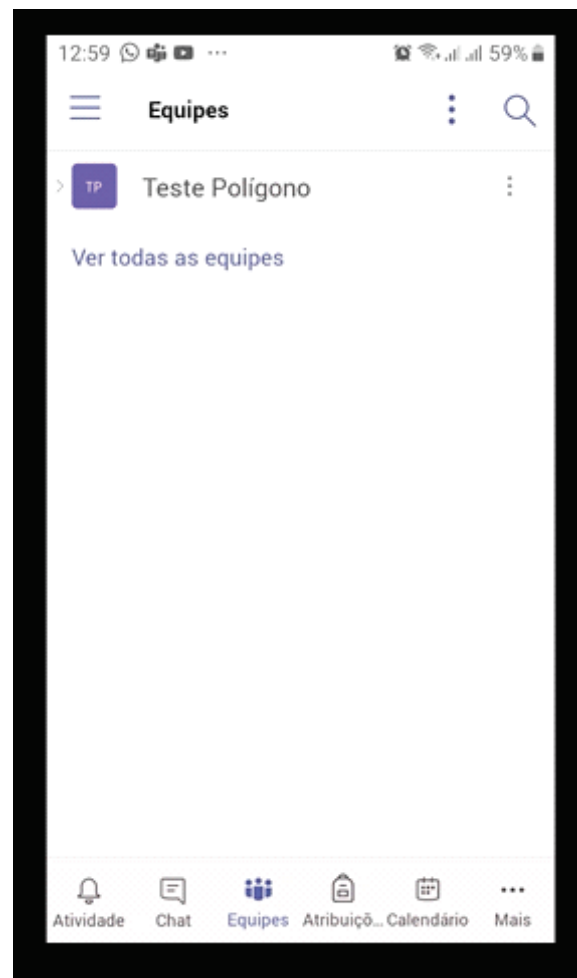 12:59 59%
Equipes
TP Teste Polígono
Ver todas as equipes
Atividade Chat Equipes Atribuiçõ... Calendário Mais